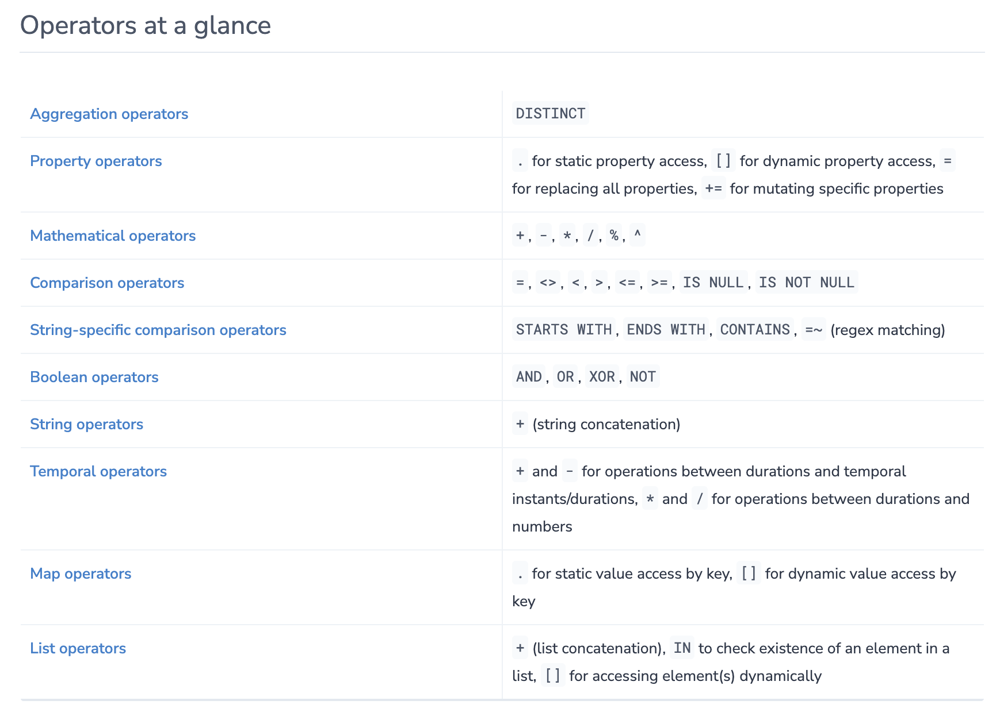 Operators at a glance
Aggregation operators
DISTINCT
Property operators
. for static property access, [] for dynamic property access, =
for replacing all properties, += for mutating specific properties
Mathematical operators
+, -, *, /, %, ^
Comparison operators
=, <>, <, >, <=, >=, IS NULL, IS NOT NULL
String-specific comparison operators
STARTS WITH, ENDS WITH, CONTAINS, =~ (regex matching)
Boolean operators
AND, OR, XOR, NOT
String operators
+ (string concatenation)
Temporal operators
+ and - for operations between durations and temporal
instants/durations, * and / for operations between durations and
numbers
Map operators
. for static value access by key, [] for dynamic value access by
key
List operators
+ (list concatenation), IN to check existence of an element in a
list, [] for accessing element(s) dynamically